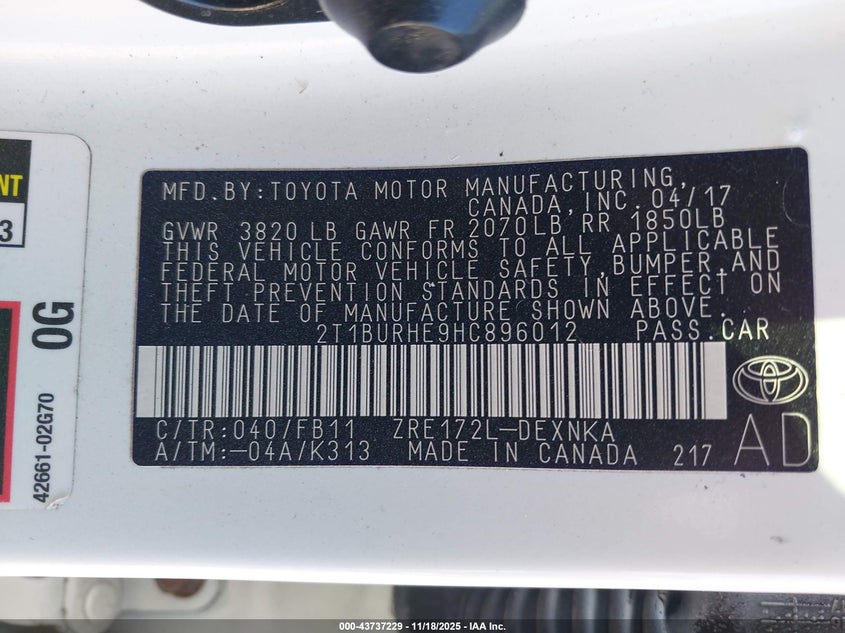 MFD.BY:TOYOTA MOTOR MANUFACTURING,
CANADA,INC. 04/17
GVWR 3820 LB GAWR FR 2070LB RR 1850LB
THIS VEHICLE CONFORMS TO ALL APPLICABLE
FEDERAL MOTOR VEHICLE SAFETY,BUMPER,AND
THEFT PREVENTION STANDARDS IN EFFECT ON
THE DATE OF MANUFACTURE SHOWN ABOVE.
2T1BURHE9HC896012 PASS.CAR
C/TR:040/FB11 ZRE172L-DEXNKA
A/TM:-04A/K313 MADE IN CANADA 217
AD
NT
3
0G
42661-02G70
000-43737229 - 11/18/2025 - IAA Inc.